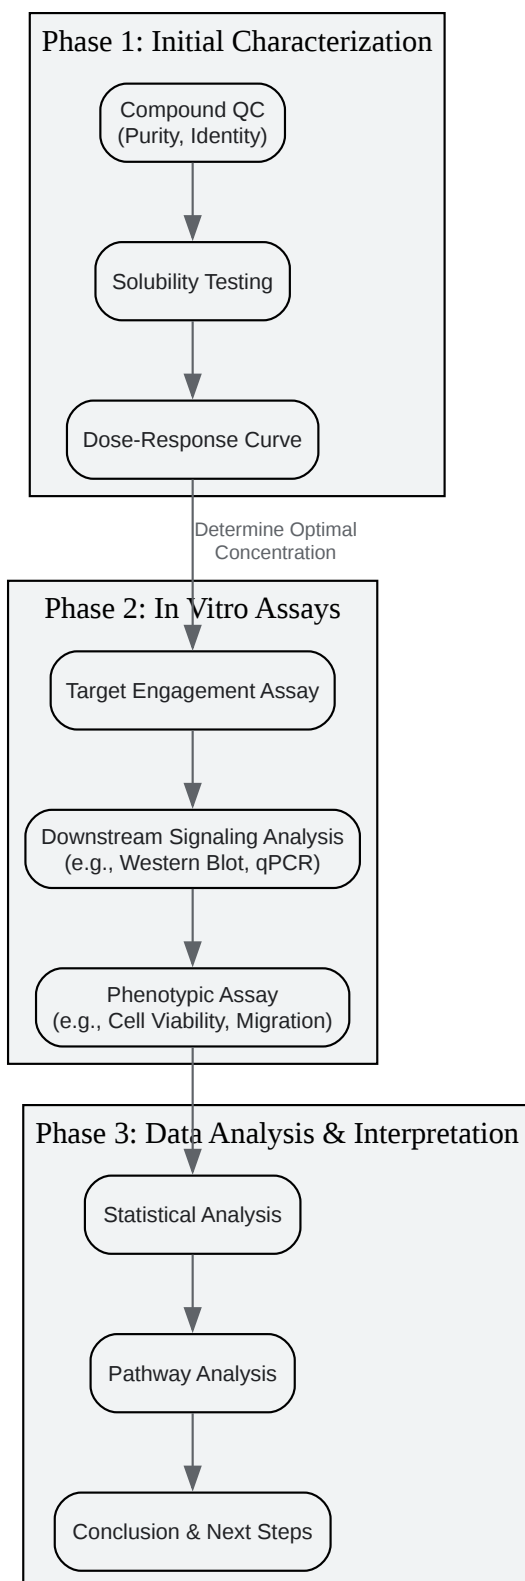 Phase 1: Initial Characterization
Compound QC
(Purity, Identity)
Solubility Testing
Dose-Response Curve
Determine Optimal
Concentration
Phase 2: In Vitro Assays
Target Engagement Assay
Downstream Signaling Analysis
(e.g., Western Blot, qPCR)
Phenotypic Assay
(e.g., Cell Viability, Migration)
Phase 3: Data Analysis & Interpretation
Statistical Analysis
Pathway Analysis
Conclusion & Next Steps